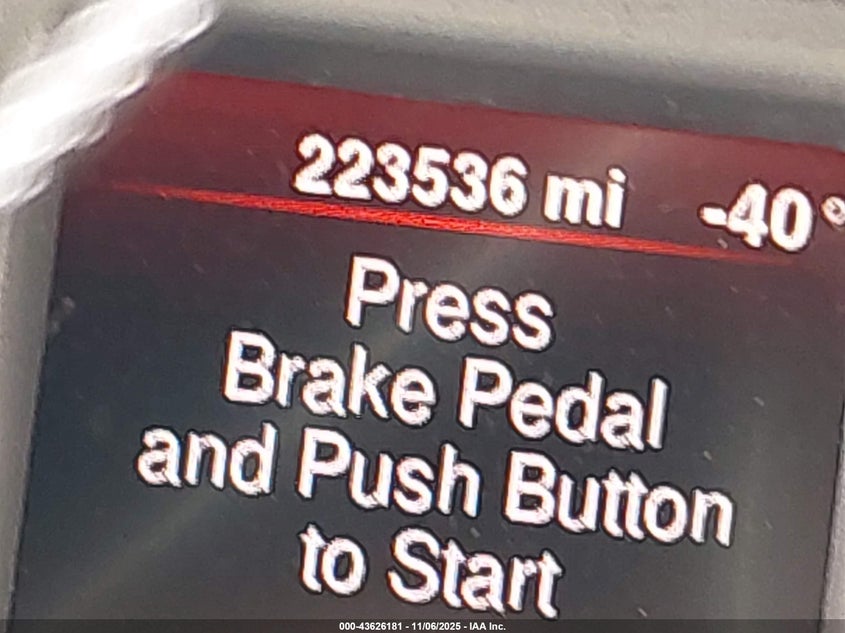 223536 mi -40°
Press
Brake Pedal
and Push Button
to Start
000-43626181 - 11/06/2025 - IAA Inc.